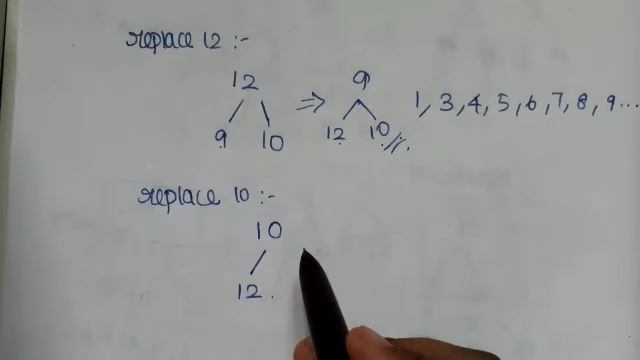 replace 12 :-
12 ⇒ 9 1, 3, 4, 5, 6, 7, 8, 9...
9 10 12 10
replace 10 :-
10
12